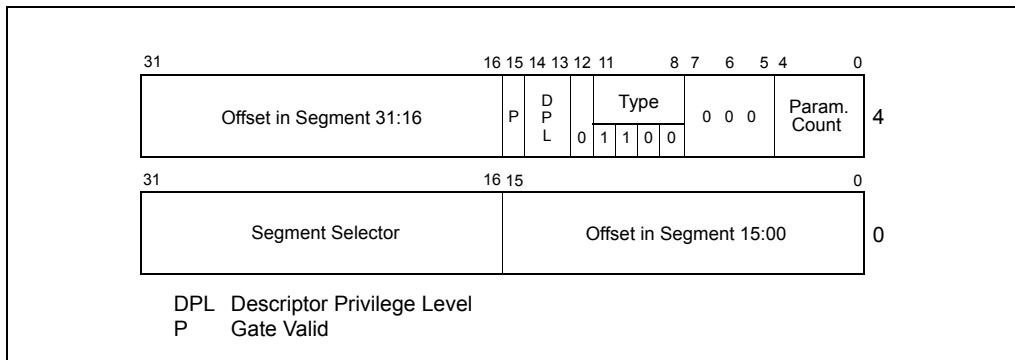 31 16 15 14 13 12 11 8 7 6 5 4 0
Offset in Segment 31:16 P D P L 0 Type 1 1 0 0 0 0 0 Param. Count 4
31 16 15 0
Segment Selector Offset in Segment 15:00 0
DPL Descriptor Privilege Level
P Gate Valid